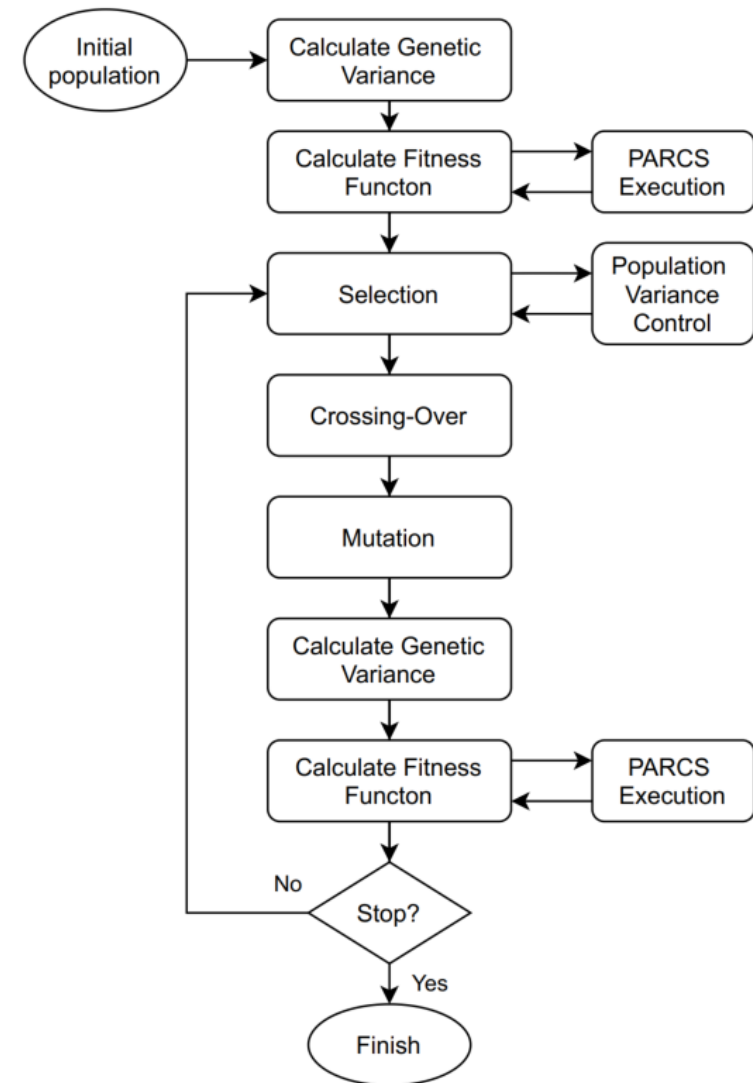 Initial
population
Calculate Genetic
Variance
Calculate Fitness
Functon
PARCS
Execution
Selection
Population
Variance
Control
Crossing-Over
Mutation
Calculate Genetic
Variance
Calculate Fitness
Functon
PARCS
Execution
No
Stop?
Yes
Finish